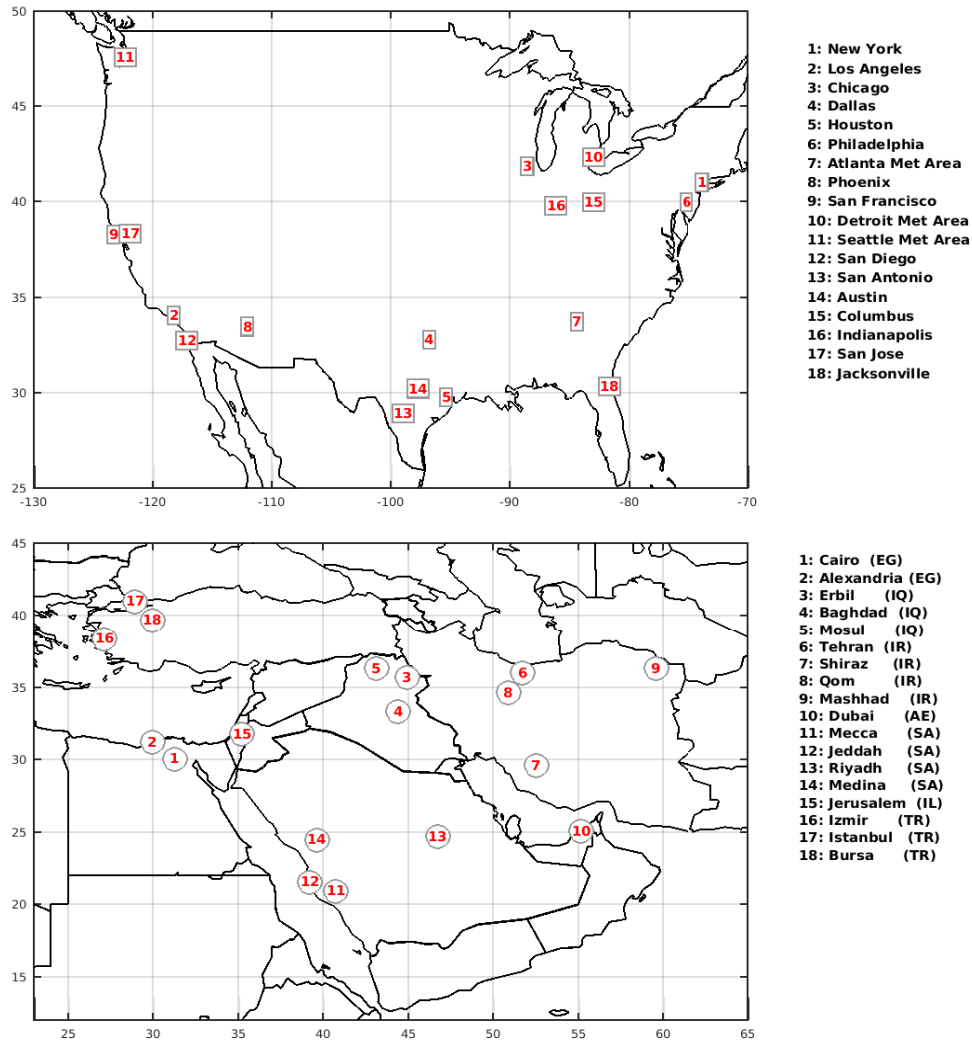 50
45
40
35
30
25
-130
-120
-110
-100
-90
-80
-70
11
10
3
1
16
15
6
9
17
2
12
8
7
4
14
5
13
18
1: New York
2: Los Angeles
3: Chicago
4: Dallas
5: Houston
6: Philadelphia
7: Atlanta Met Area
8: Phoenix
9: San Francisco
10: Detroit Met Area
11: Seattle Met Area
12: San Diego
13: San Antonio
14: Austin
15: Columbus
16: Indianapolis
17: San Jose
18: Jacksonville
45
40
35
30
25
20
15
25
30
35
40
45
50
55
60
65
17
18
16
5
3
6
9
8
4
15
2
1
7
14
13
10
12
11
1: Cairo (EG)
2: Alexandria (EG)
3: Erbil (IQ)
4: Baghdad (IQ)
5: Mosul (IQ)
6: Tehran (IR)
7: Shiraz (IR)
8: Qom (IR)
9: Mashhad (IR)
10: Dubai (AE)
11: Mecca (SA)
12: Jeddah (SA)
13: Riyadh (SA)
14: Medina (SA)
15: Jerusalem (IL)
16: Izmir (TR)
17: Istanbul (TR)
18: Bursa (TR)